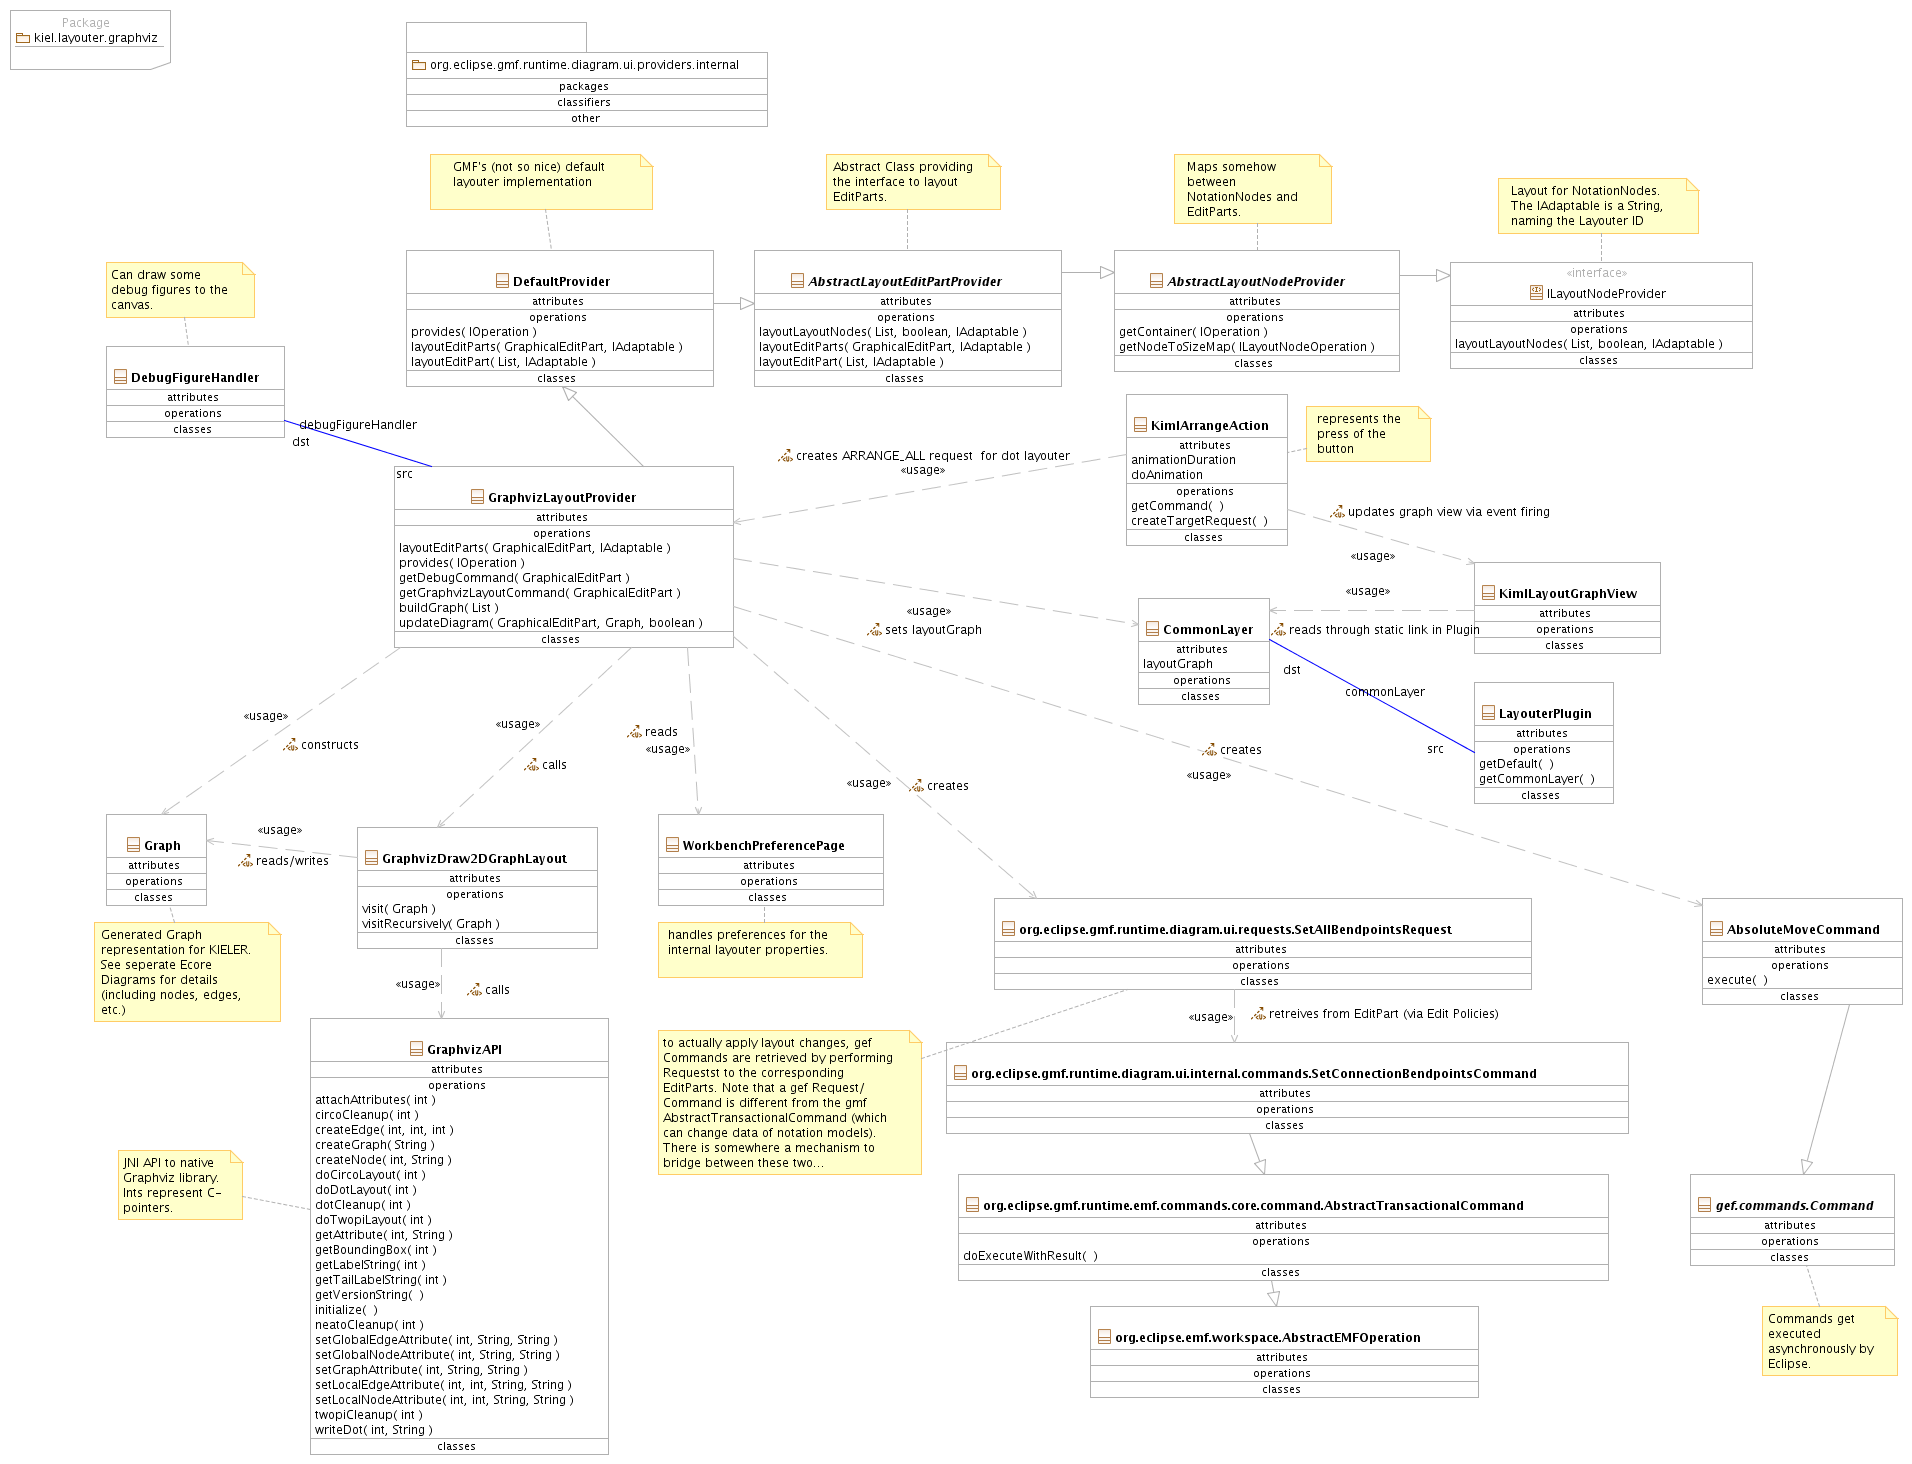 Package
kiel.layouter.graphviz
org.eclipse.gmf.runtime.diagram.ui.providers.internal
packages
classifiers
other
GMF's (not so nice) default
layouter implementation
Abstract Class providing
the interface to layout
EditParts.
Maps somehow
between
NotationNodes and
EditParts.
Layout for NotationNodes.
The IAdaptable is a String,
naming the Layouter ID
Can draw some
debug figures to the
canvas.
DefaultProvider
attributes
operations
provides( IOperation )
layoutEditParts( GraphicalEditPart, IAdaptable )
layoutEditPart( List, IAdaptable )
classes
AbstractLayoutEditPartProvider
attributes
operations
layoutLayoutNodes( List, boolean, IAdaptable )
layoutEditParts( GraphicalEditPart, IAdaptable )
layoutEditPart( List, IAdaptable )
classes
AbstractLayoutNodeProvider
attributes
operations
getContainer( IOperation )
getNodeToSizeMap( ILayoutNodeOperation )
classes
«interface»
ILayoutNodeProvider
attributes
operations
layoutLayoutNodes( List, boolean, IAdaptable )
classes
DebugFigureHandler
attributes
operations
classes
debugFigureHandler
dst
src
KimlArrangeAction
attributes
animationDuration
doAnimation
operations
getCommand(  )
createTargetRequest(  )
classes
represents the
press of the
button
creates ARRANGE_ALL request  for dot layouter
«usage»
GraphvizLayoutProvider
attributes
operations
layoutEditParts( GraphicalEditPart, IAdaptable )
provides( IOperation )
getDebugCommand( GraphicalEditPart )
getGraphvizLayoutCommand( GraphicalEditPart )
buildGraph( List )
updateDiagram( GraphicalEditPart, Graph, boolean )
classes
updates graph view via event firing
«usage»
KimlLayoutGraphView
attributes
operations
classes
«usage»
reads through static link in Plugin
«usage»
sets layoutGraph
CommonLayer
attributes
layoutGraph
operations
classes
dst
commonLayer
src
LayouterPlugin
attributes
operations
getDefault(  )
getCommonLayer(  )
classes
«usage»
constructs
«usage»
calls
reads
«usage»
«usage»
creates
creates
«usage»
Graph
attributes
operations
classes
«usage»
reads/writes
GraphvizDraw2DGraphLayout
attributes
operations
visit( Graph )
visitRecursively( Graph )
classes
WorkbenchPreferencePage
attributes
operations
classes
handles preferences for the
internal layouter properties.
Generated Graph
representation for KIELER.
See seperate Ecore
Diagrams for details
(including nodes, edges,
etc.)
«usage»
calls
org.eclipse.gmf.runtime.diagram.ui.requests.SetAllBendpointsRequest
attributes
operations
classes
AbsoluteMoveCommand
attributes
operations
execute(  )
classes
«usage»
retreives from EditPart (via Edit Policies)
to actually apply layout changes, gef
Commands are retrieved by performing
Requestst to the corresponding
EditParts. Note that a gef Request/
Command is different from the gmf
AbstractTransactionalCommand (which
can change data of notation models).
There is somewhere a mechanism to
bridge between these two...
org.eclipse.gmf.runtime.diagram.ui.internal.commands.SetConnectionBendpointsCommand
attributes
operations
classes
GraphvizAPI
attributes
operations
attachAttributes( int )
circoCleanup( int )
createEdge( int, int, int )
createGraph( String )
createNode( int, String )
doCircoLayout( int )
doDotLayout( int )
dotCleanup( int )
doTwopiLayout( int )
getAttribute( int, String )
getBoundingBox( int )
getLabelString( int )
getTailLabelString( int )
getVersionString(  )
initialize(  )
neatoCleanup( int )
setGlobalEdgeAttribute( int, String, String )
setGlobalNodeAttribute( int, String, String )
setGraphAttribute( int, String, String )
setLocalEdgeAttribute( int, int, String, String )
setLocalNodeAttribute( int, int, String, String )
twopiCleanup( int )
writeDot( int, String )
classes
JNI API to native
Graphviz library.
Ints represent C-
pointers.
org.eclipse.gmf.runtime.emf.commands.core.command.AbstractTransactionalCommand
attributes
operations
doExecuteWithResult(  )
classes
gef.commands.Command
attributes
operations
classes
org.eclipse.emf.workspace.AbstractEMFOperation
attributes
operations
classes
Commands get
executed
asynchronously by
Eclipse.